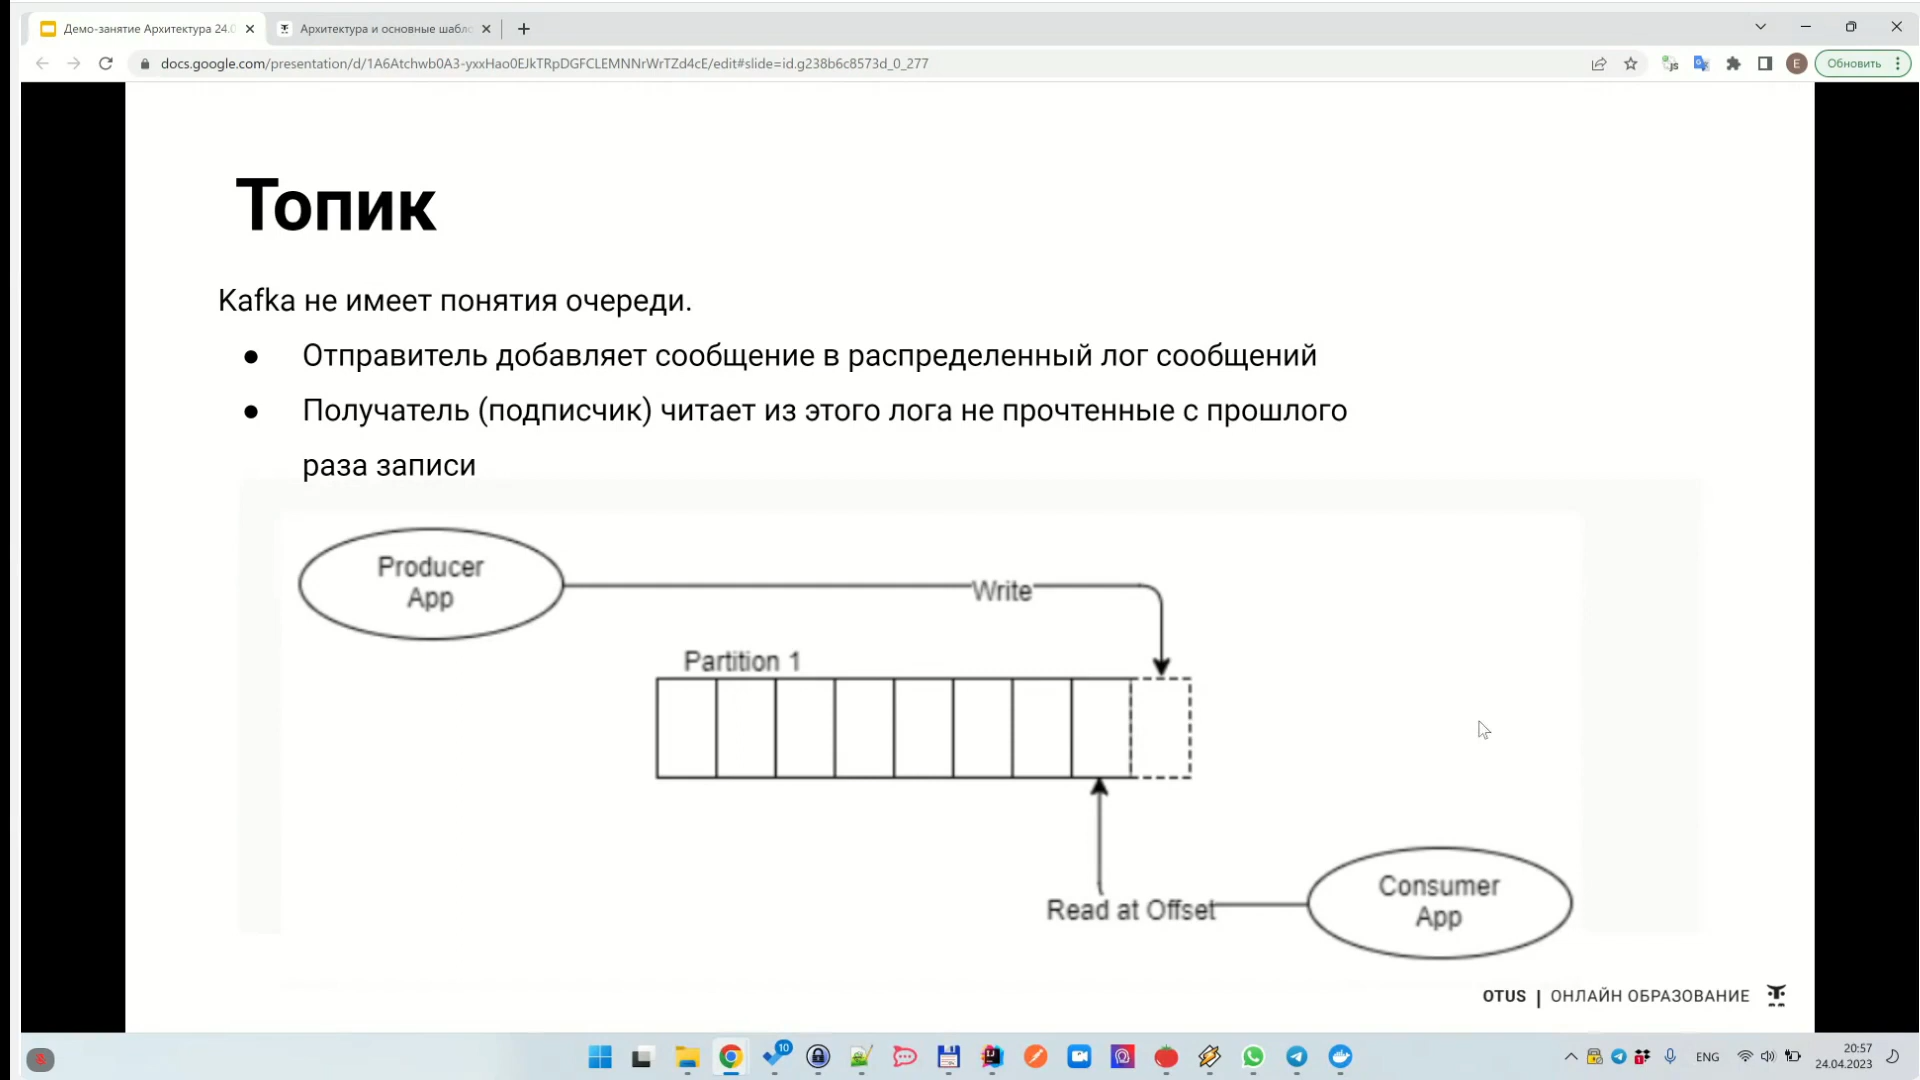 Демо-занятие Архитектура 24.0
Архитектура и основные шабло
docs.google.com/presentation/d/1A6Atchwb0A3-yxxHao0EJkTRpDGFCLEMNNrWrTZd4cE/edit#slide=id.g238b6c8573d_0_277
E
Обновить
Топик
Kafka не имеет понятия очереди.
● Отправитель добавляет сообщение в распределенный лог сообщений
● Получатель (подписчик) читает из этого лога не прочтенные с прошлого
раза записи
Producer
App
Write
Partition 1
Read at Offset
Consumer
App
OTUS | ОНЛАЙН ОБРАЗОВАНИЕ
10
ENG
20:57
24.04.2023